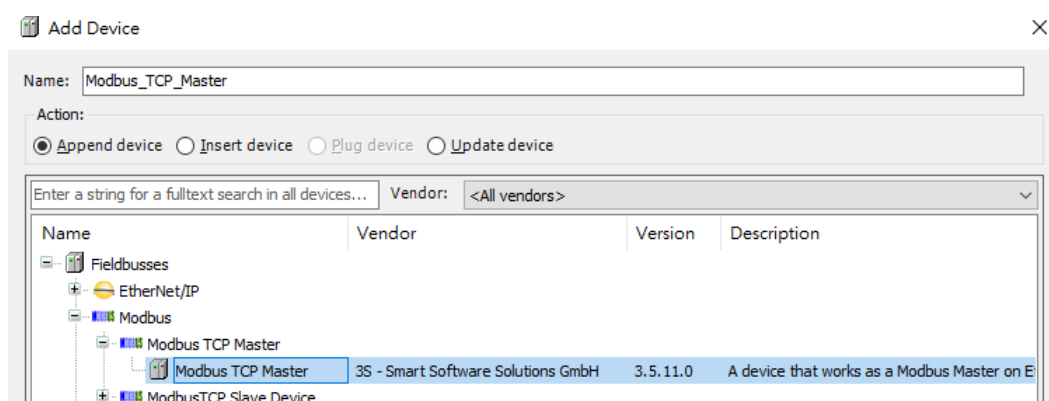 Add Device
Name: Modbus_TCP_Master
Action:
Append device Insert device Plug device Update device
Enter a string for a fulltext search in all devices... Vendor: <All vendors>
Name Vendor Version Description
Fieldbusses
EtherNet/IP
Modbus
Modbus TCP Master
Modbus TCP Master 3S - Smart Software Solutions GmbH 3.5.11.0 A device that works as a Modbus Master on E
ModbusTCP Slave Device